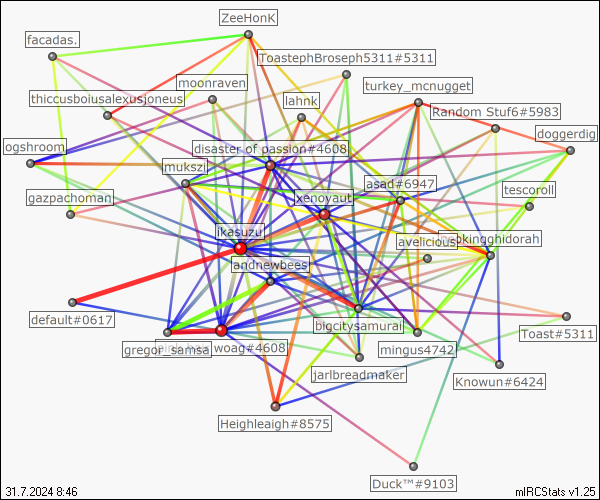 ZeeHonK
facadas.
ToastephBroseph5311#5311
moonraven
turkey_mcnugget
thiccusboiusalexusjoneus
lahnk
Random Stuf6#5983
doggerdig
ogshroom
disaster of passion#4608
mukszi
asad#6947
tescoroll
gazpachoman
xenoyaut
ikasuzu
avelicious
okingghidorah
andnewbees
default#0617
bigcitysamurai
Toast#5311
gregor_samsa
woag#4608
mingus4742
jarlbreadmaker
Knowun#6424
Heighleaigh#8575
Duck™#9103
31.7.2024 8:46
mIRCStats v1.25